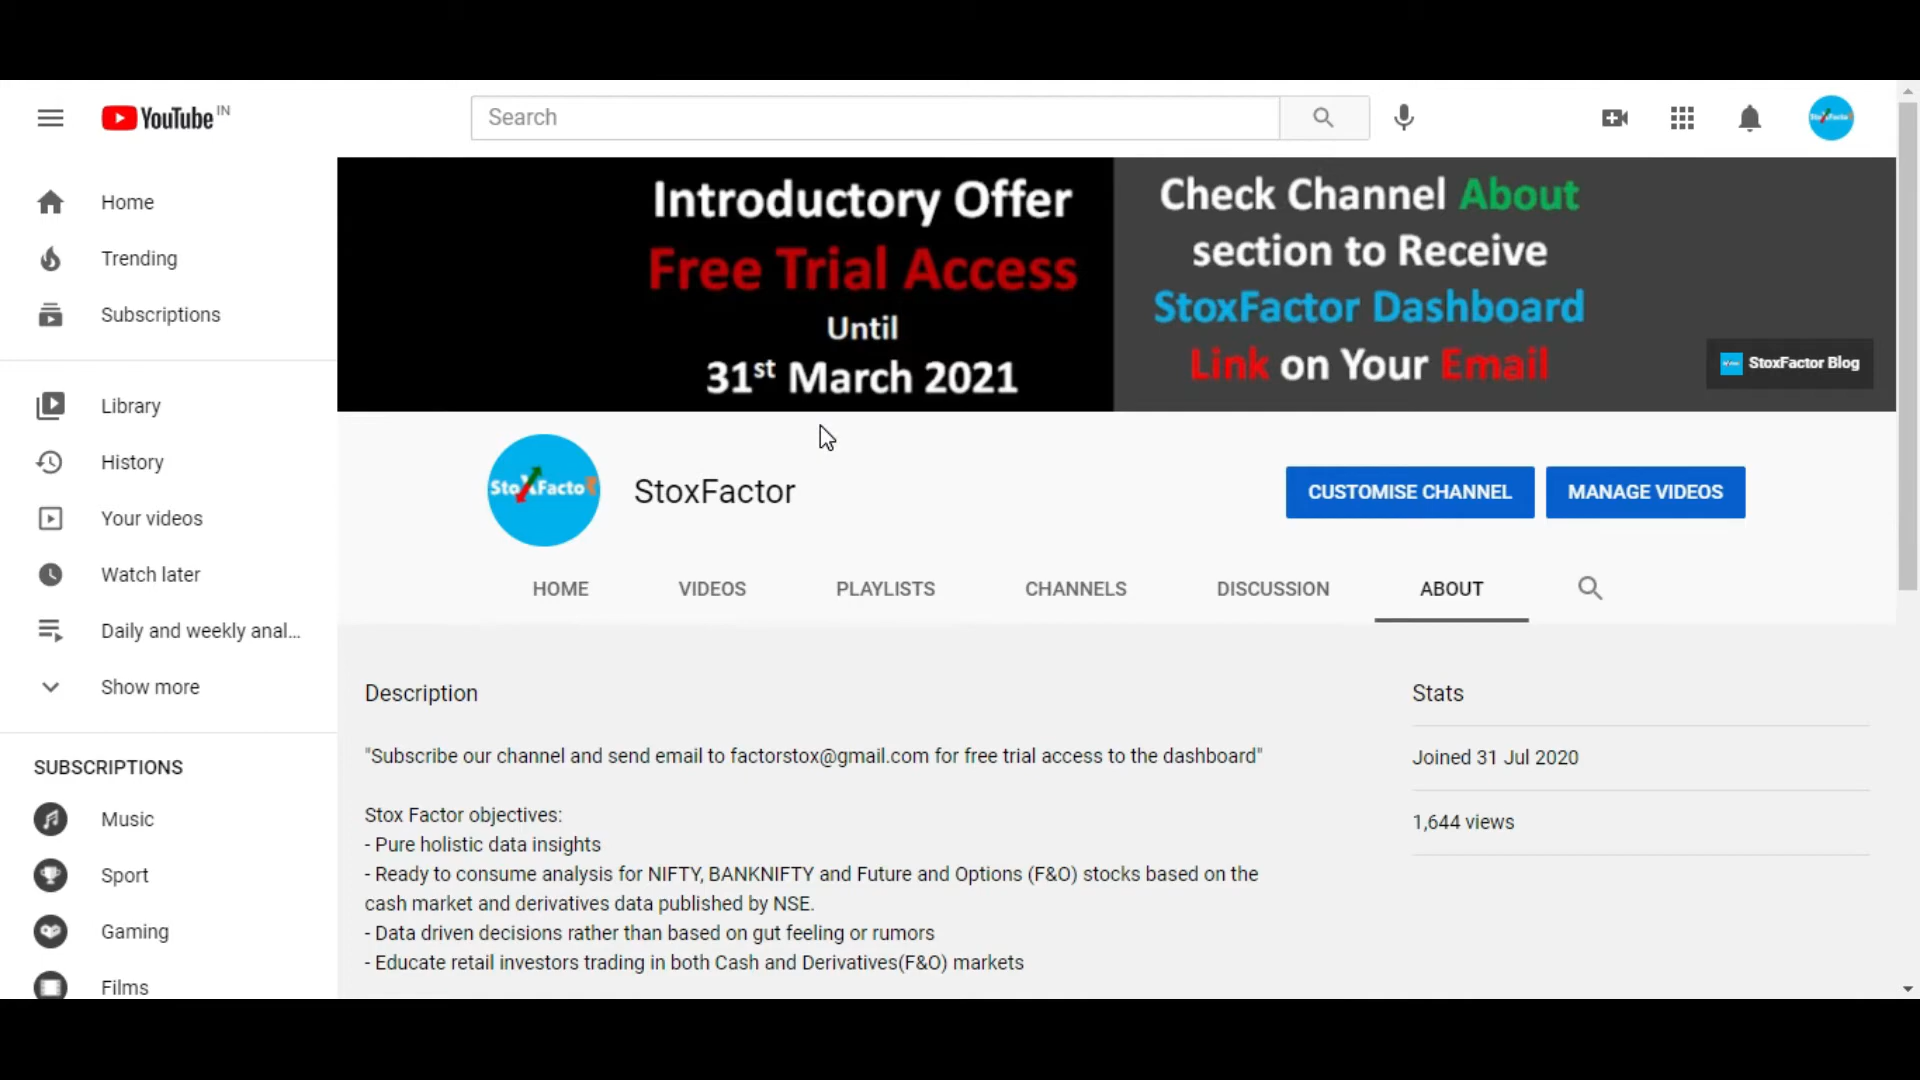 YouTube IN
Search
Home
Trending
Subscriptions
Library
History
Your videos
Watch later
Daily and weekly anal...
Show more
SUBSCRIPTIONS
Music
Sport
Gaming
Films
Introductory Offer
Free Trial Access
Until
31st March 2021
Check Channel About
section to Receive
StoxFactor Dashboard
Link on Your Email
StoxFactor Blog
StoxFactor
StoxFactor
CUSTOMISE CHANNEL
MANAGE VIDEOS
HOME
VIDEOS
PLAYLISTS
CHANNELS
DISCUSSION
ABOUT
Description
"Subscribe our channel and send email to factorstox@gmail.com for free trial access to the dashboard"
Stox Factor objectives:
- Pure holistic data insights
- Ready to consume analysis for NIFTY, BANKNIFTY and Future and Options (F&O) stocks based on the
cash market and derivatives data published by NSE.
- Data driven decisions rather than based on gut feeling or rumors
- Educate retail investors trading in both Cash and Derivatives(F&O) markets
Stats
Joined 31 Jul 2020
1,644 views